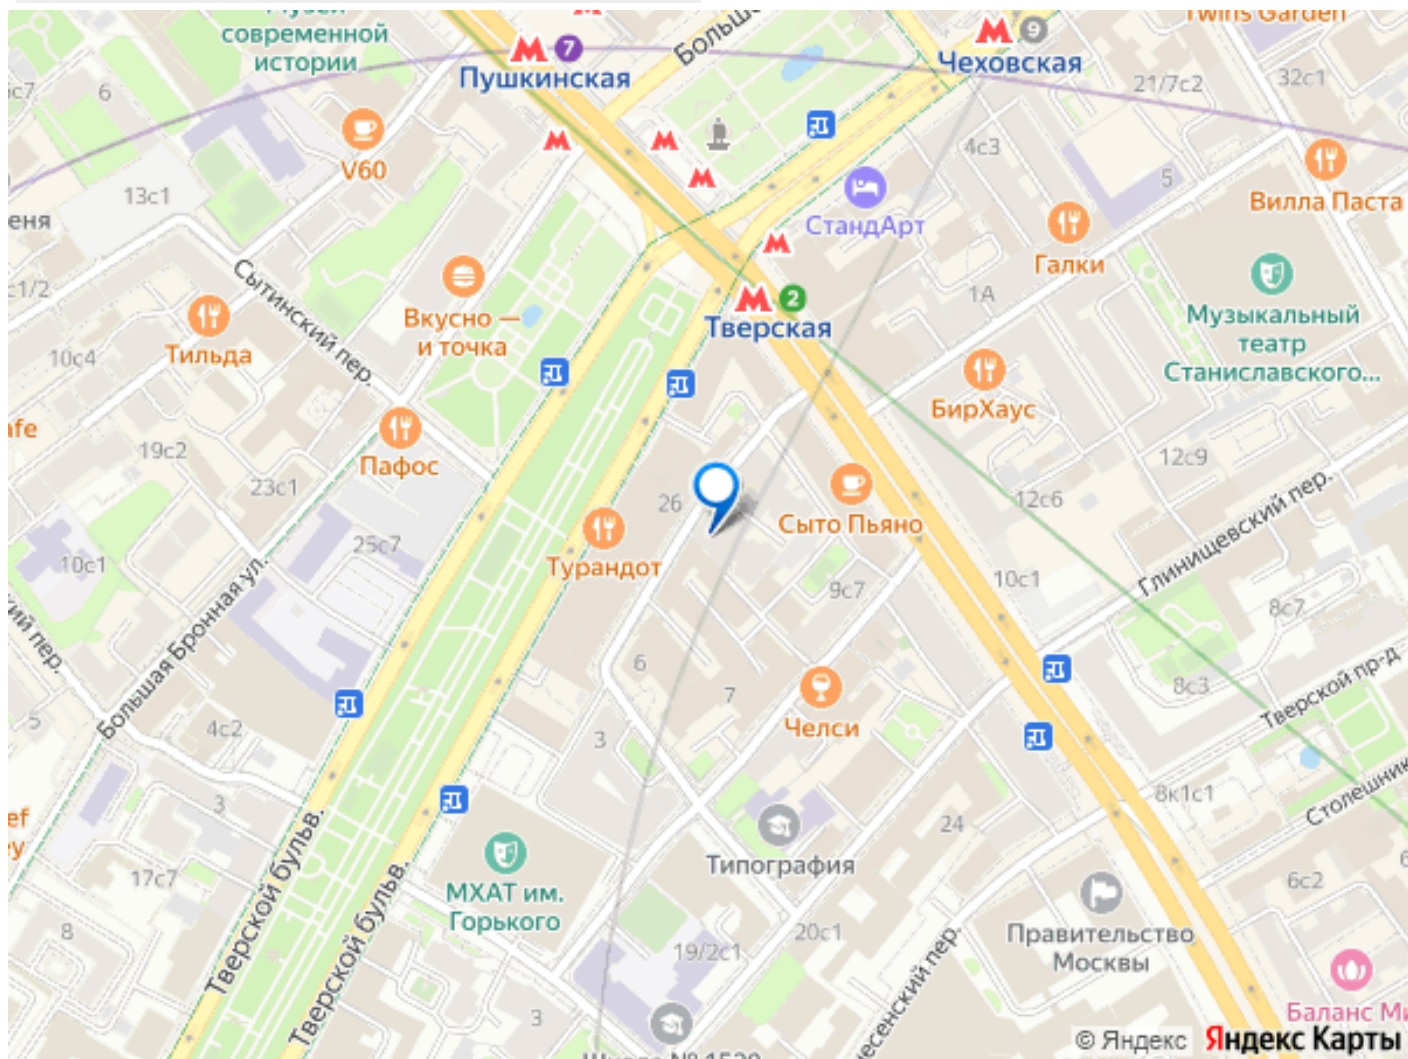 современной
истории
7
Пушкинская
9
Чеховская
Twins Garden
21/7с2
32с1
6
V60
4с3
5
Вилла Паста
13с1
СтандАрт
Галки
Сытинский пер.
Вкусно —
и точка
2
Тверская
1А
Музыкальный
театр
Станиславского...
Тильда
10с4
БирХаус
Пафос
19с2
23с1
12с9
26
12с6
Сыто Пьяно
Глинищевский пер.
25с7
Турандот
10с1
9с7
10с1
8с7
Большая Бронная ул.
6
7
8с3
Тверской пр-д
5
4с2
3
Челси
3
8к1с1
Столешник
24
Типография
17с7
МХАТ им.
Горького
6с2
8
Тверской бульв.
Тверской бульв.
19/2с1
20с1
Правительство
Москвы
3
Баланс
© Яндекс Яндекс Карты